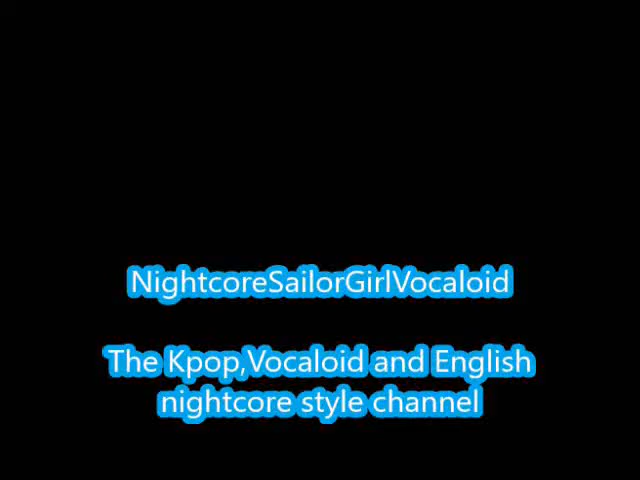 NightcoreSailorGirlVocaloid
The Kpop,Vocaloid and English
nightcore style channel